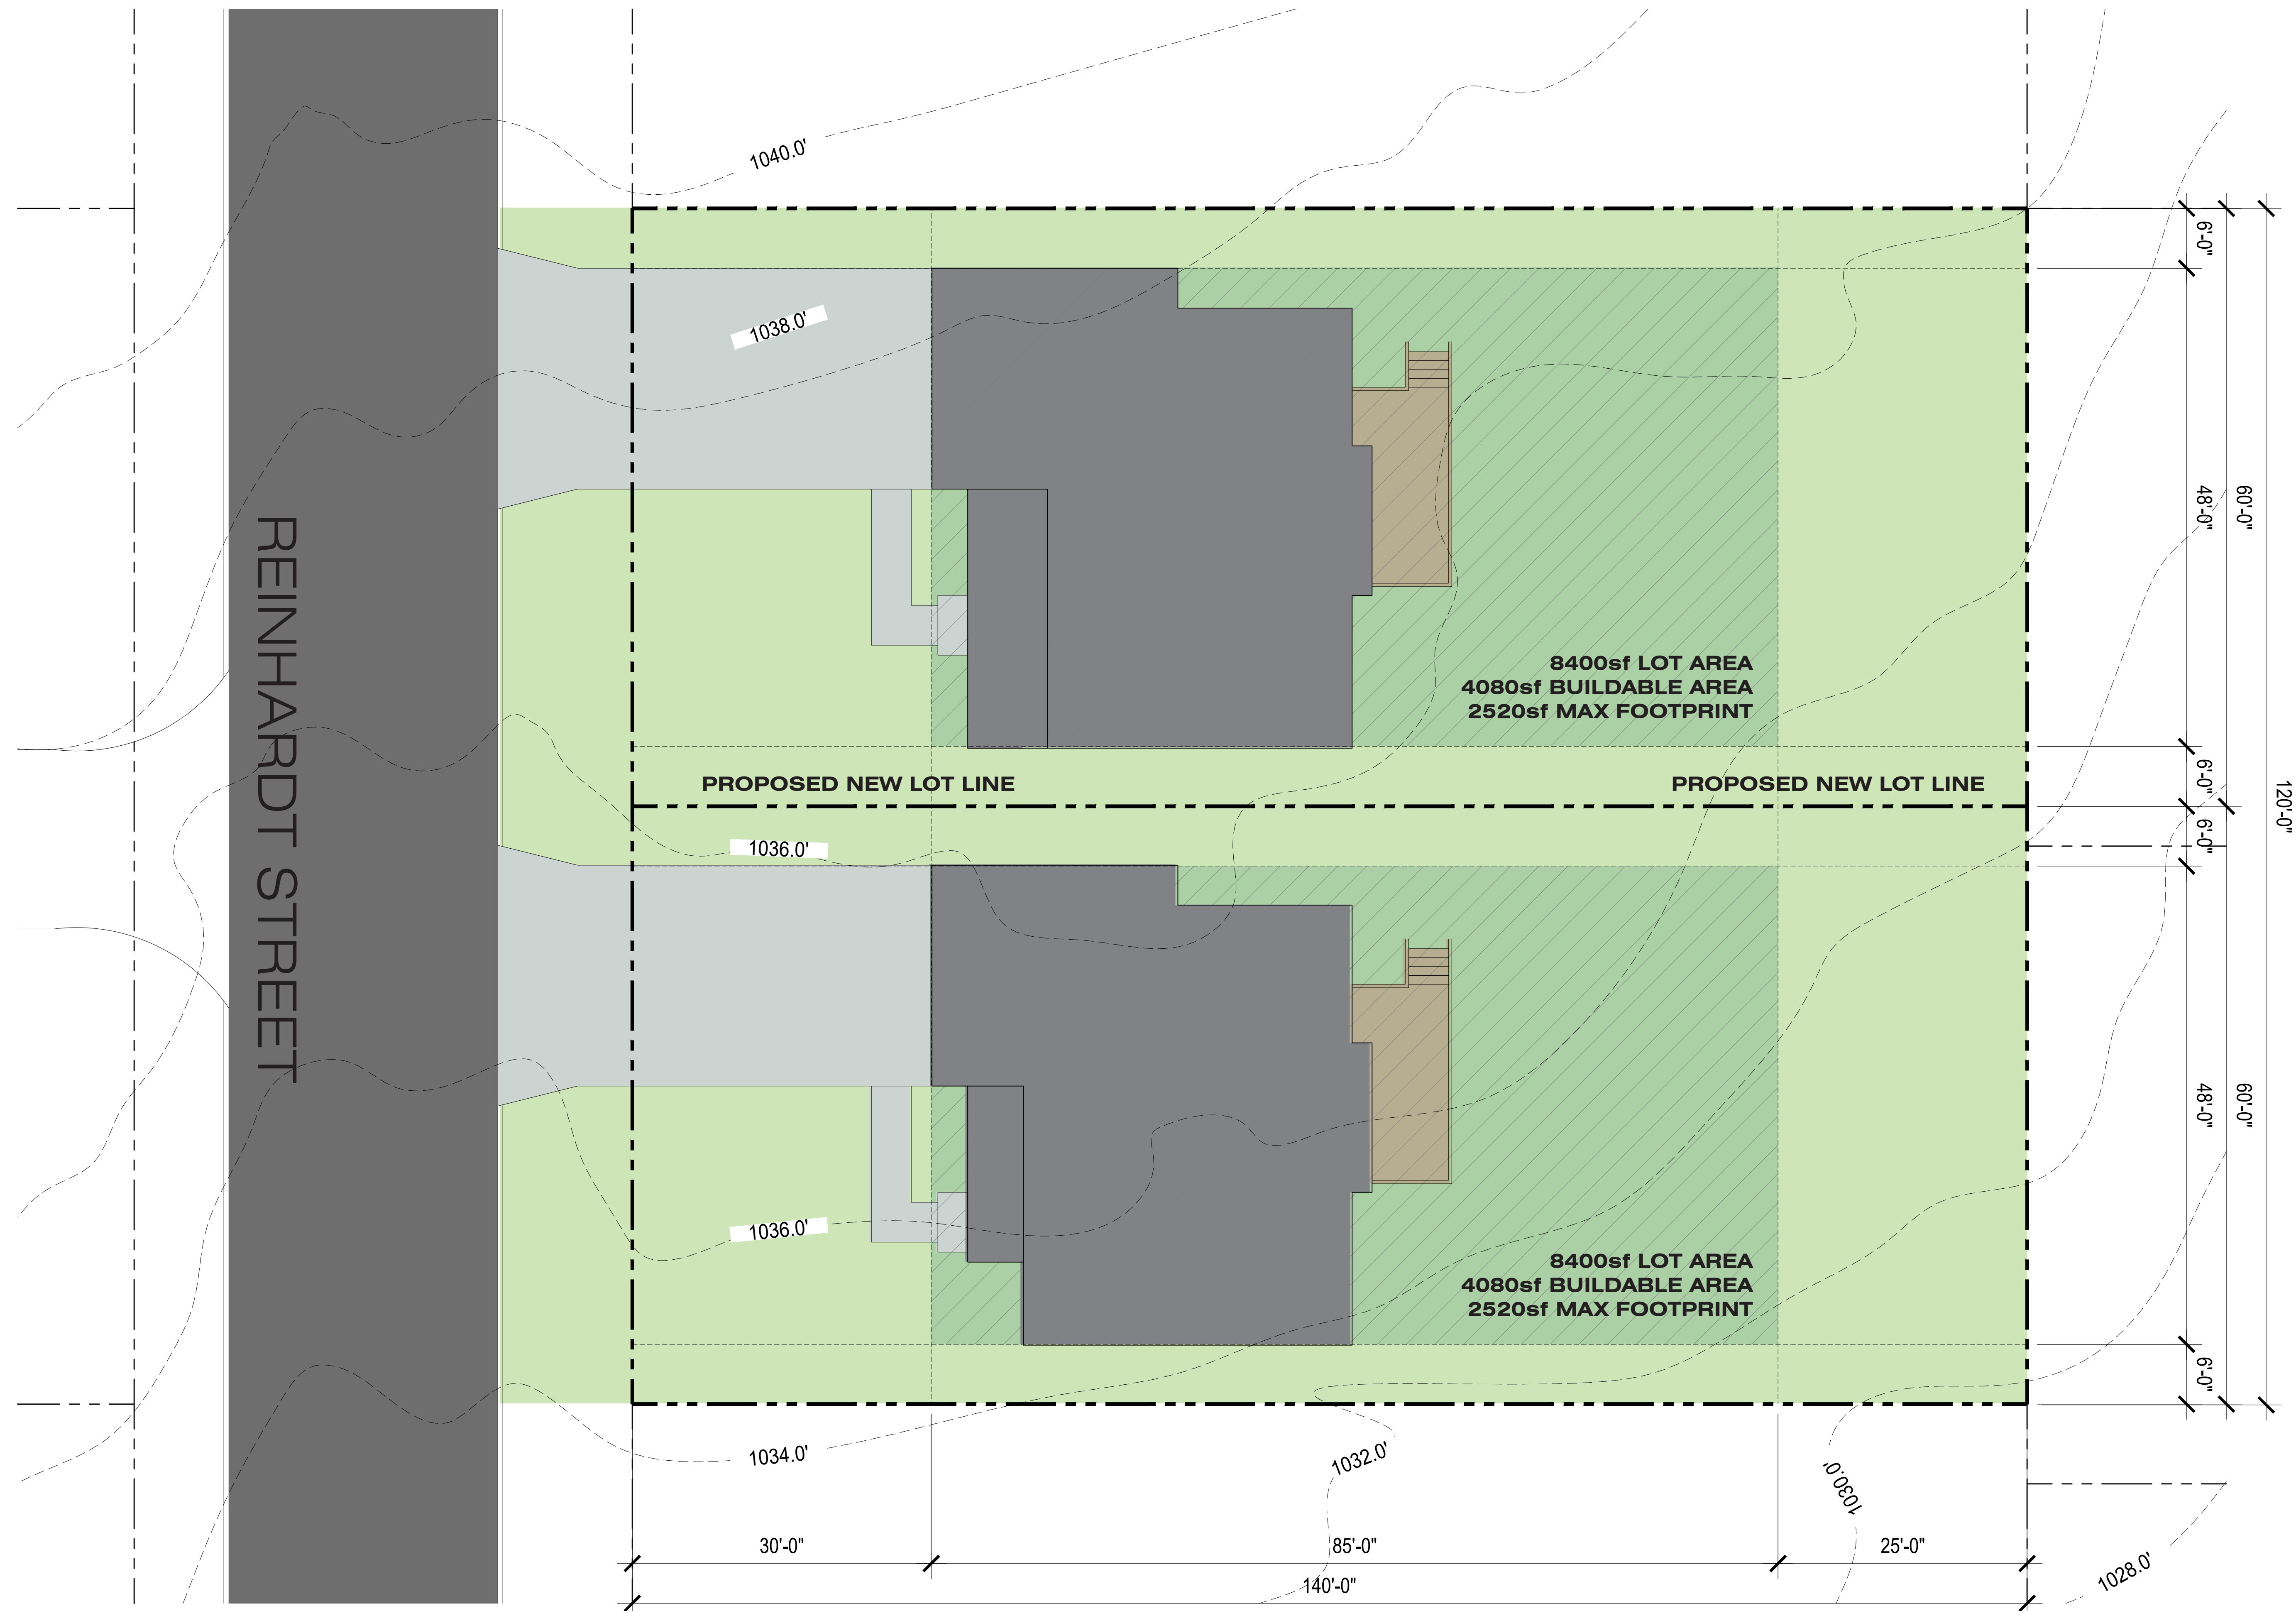 1040.0'
1038.0'
REINHARDT STREET
8400sf LOT AREA
4080sf BUILDABLE AREA
2520sf MAX FOOTPRINT
PROPOSED NEW LOT LINE
PROPOSED NEW LOT LINE
1036.0'
1036.0'
8400sf LOT AREA
4080sf BUILDABLE AREA
2520sf MAX FOOTPRINT
1034.0'
1032.0'
1030.0'
1028.0'
6'-0"
48'-0"
60'-0"
6'-0"
120'-0"
6'-0"
48'-0"
60'-0"
6'-0"
30'-0"
85'-0"
25'-0"
140'-0"